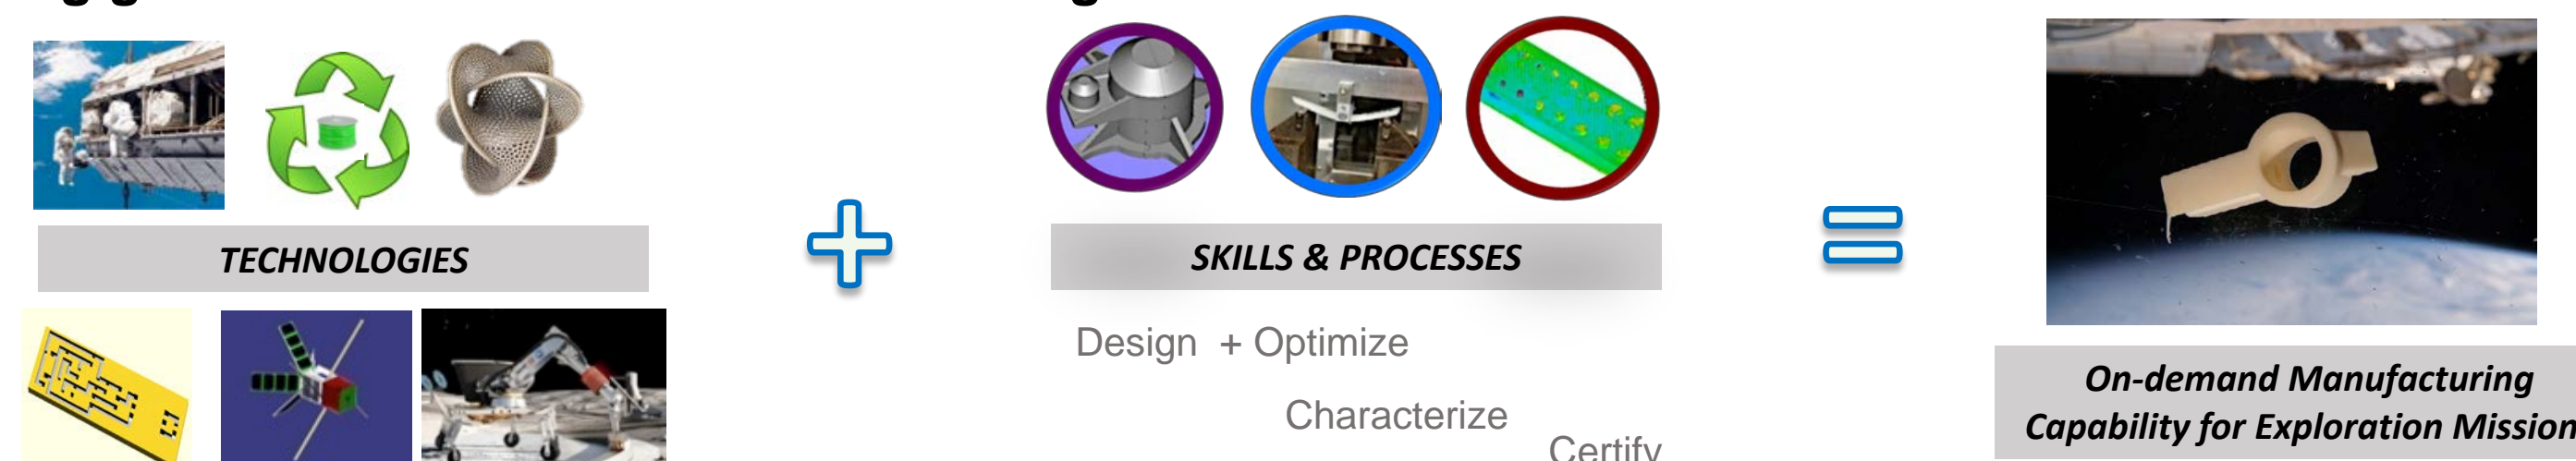 TECHNOLOGIES
SKILLS & PROCESSES
Design + Optimize
Characterize
Certify
On-demand Manufacturing
Capability for Exploration Mission